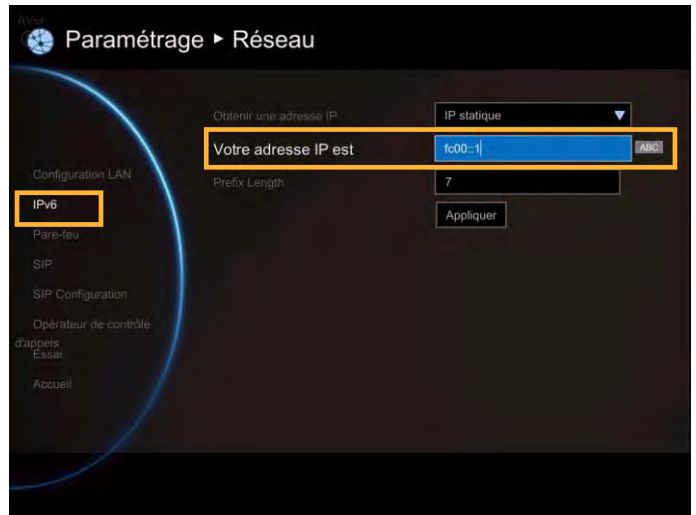 AVer
Paramétrage ► Réseau
Obtenir une adresse IP
IP statique
Votre adresse IP est
fc00::1
ABC
Prefix Length
7
Appliquer
Configuration LAN
IPv6
Pare-feu
SIP
SIP Configuration
Opérateur de contrôle
d'appels
Essai
Accueil